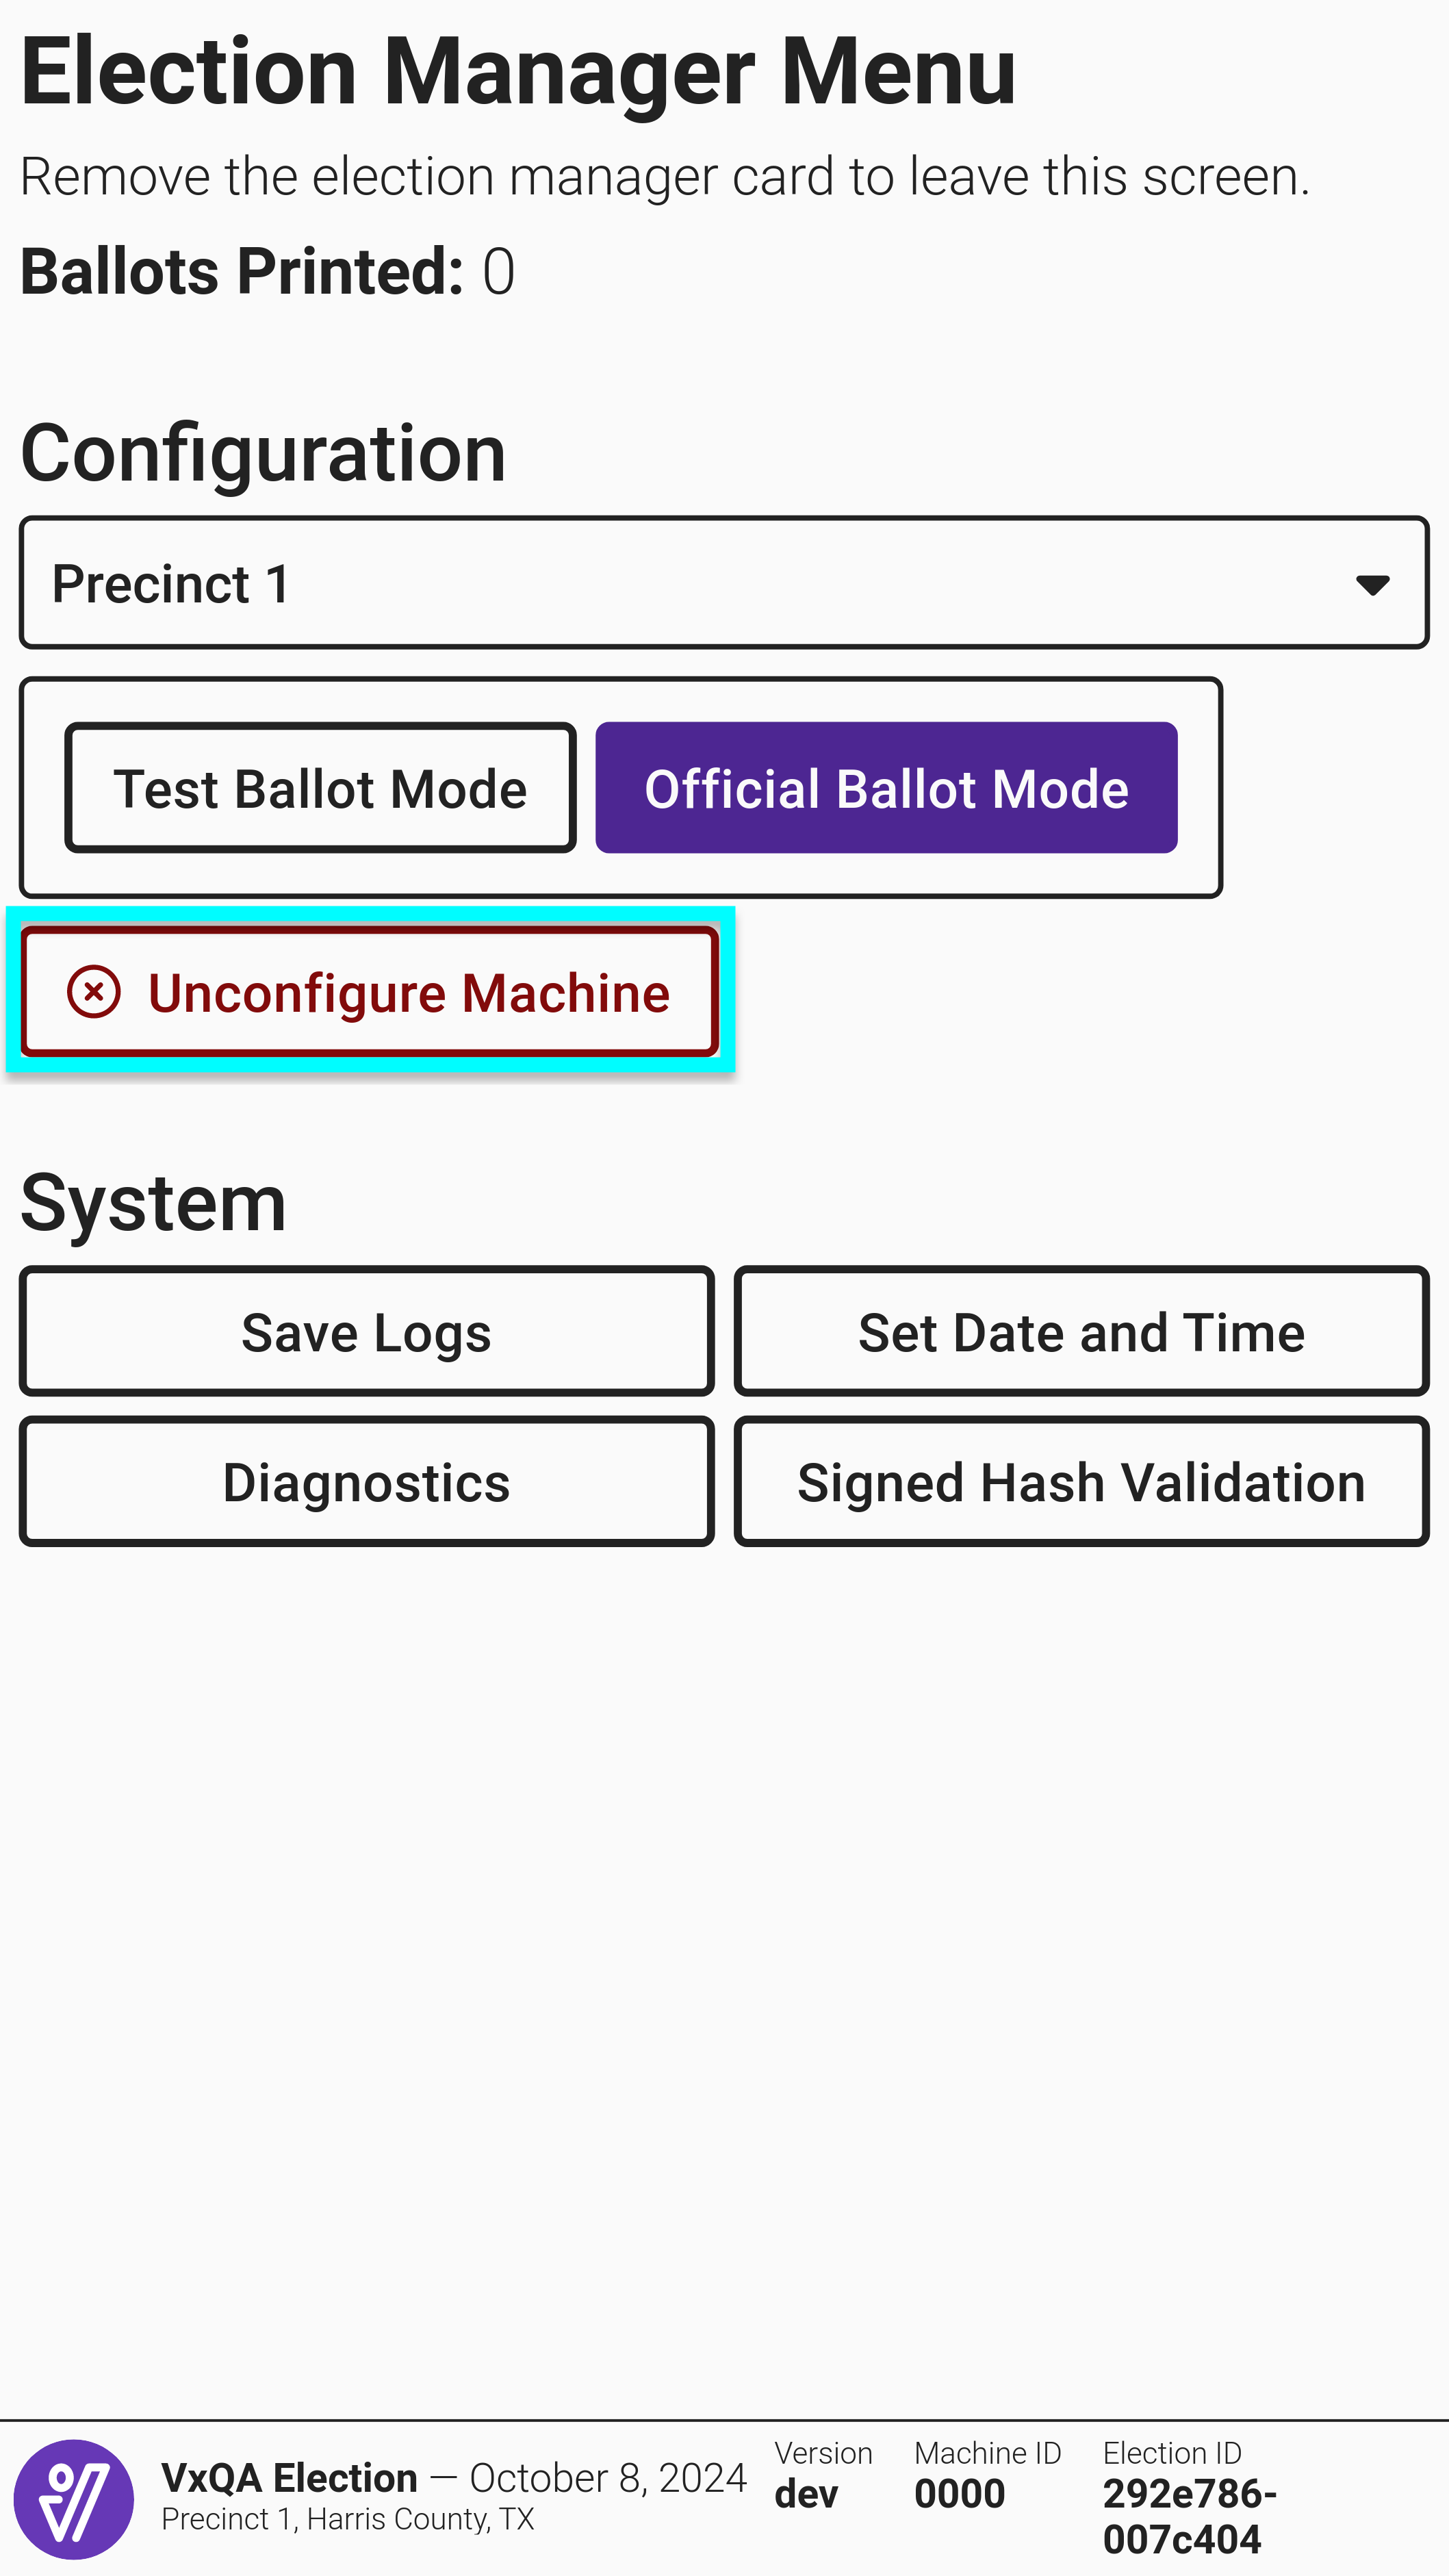 Election Manager Menu
Remove the election manager card to leave this screen.
Ballots Printed: 0
Configuration
Precinct 1
Test Ballot Mode
Official Ballot Mode
Unconfigure Machine
System
Save Logs
Set Date and Time
Diagnostics
Signed Hash Validation
VxQA Election — October 8, 2024
Precinct 1, Harris County, TX
Version
dev
Machine ID
0000
Election ID
292e786-
007c404